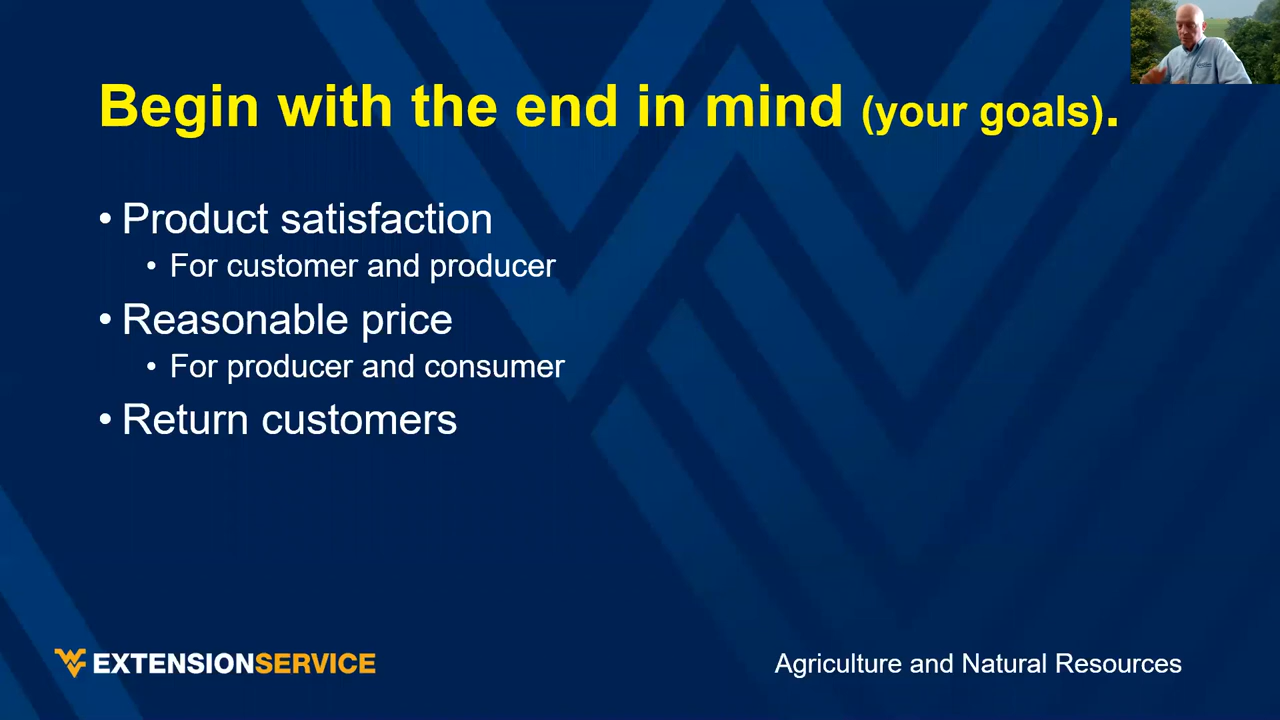 Begin with the end in mind (your goals).
• Product satisfaction
• For customer and producer
• Reasonable price
• For producer and consumer
• Return customers
EXTENSIONSERVICE
Agriculture and Natural Resources